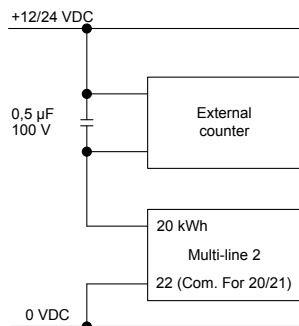 +12/24 VDC
0,5 µF
100 V
External
counter
20 kWh
Multi-line 2
22 (Com. For 20/21)
0 VDC